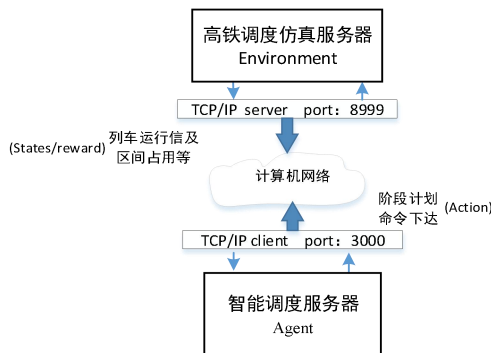 高铁调度仿真服务器
Environment
TCP/IP server port：8999
(States/reward)
列车运行信及
区间占用等
计算机网络
阶段计划
命令下达
(Action)
TCP/IP client port：3000
智能调度服务器
Agent